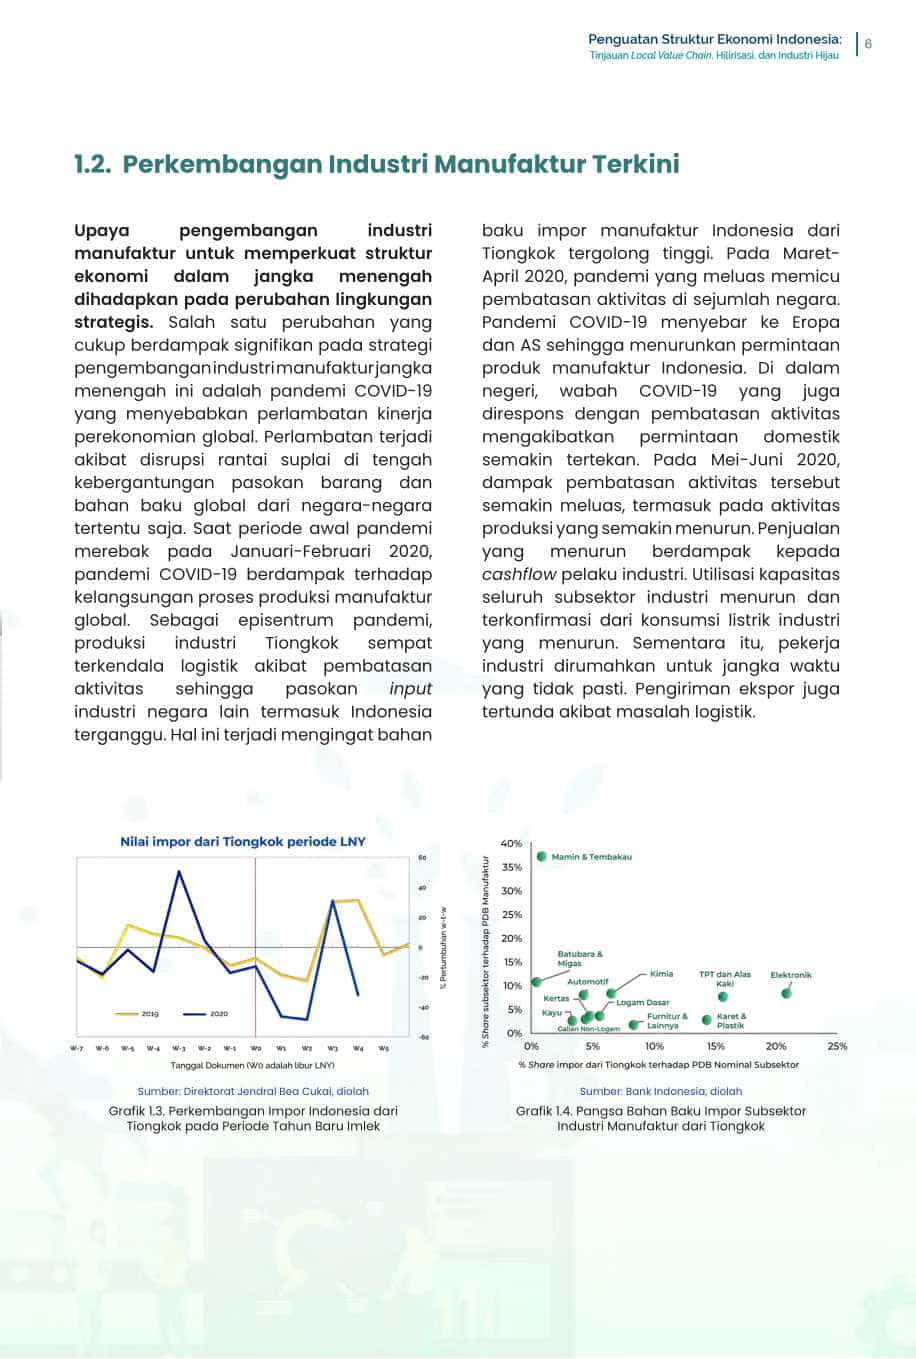 Penguatan Struktur Ekonomi Indonesia:
Tinjauan Local Value Chain, Hilirisasi, dan Industri Hijau
6
1.2. Perkembangan Industri Manufaktur Terkini
Upaya pengembangan industri
manufaktur untuk memperkuat struktur
ekonomi dalam jangka menengah
dihadapkan pada perubahan lingkungan
strategis. Salah satu perubahan yang
cukup berdampak signifikan pada strategi
pengembangan industri manufaktur jangka
menengah ini adalah pandemi COVID-19
yang menyebabkan perlambatan kinerja
perekonomian global. Perlambatan terjadi
akibat disrupsi rantai suplai di tengah
kebergantungan pasokan barang dan
bahan baku global dari negara-negara
tertentu saja. Saat periode awal pandemi
merebak pada Januari-Februari 2020,
pandemi COVID-19 berdampak terhadap
kelangsungan proses produksi manufaktur
global. Sebagai episentrum pandemi,
produksi industri Tiongkok sempat
terkendala logistik akibat pembatasan
aktivitas sehingga pasokan input
industri negara lain termasuk Indonesia
terganggu. Hal ini terjadi mengingat bahan
baku impor manufaktur Indonesia dari
Tiongkok tergolong tinggi. Pada Maret-
April 2020, pandemi yang meluas memicu
pembatasan aktivitas di sejumlah negara.
Pandemi COVID-19 menyebar ke Eropa
dan AS sehingga menurunkan permintaan
produk manufaktur Indonesia. Di dalam
negeri, wabah COVID-19 yang juga
direspons dengan pembatasan aktivitas
mengakibatkan permintaan domestik
semakin tertekan. Pada Mei-Juni 2020,
dampak pembatasan aktivitas tersebut
semakin meluas, termasuk pada aktivitas
produksi yang semakin menurun. Penjualan
yang menurun berdampak kepada
cashflow pelaku industri. Utilisasi kapasitas
seluruh subsektor industri menurun dan
terkonfirmasi dari konsumsi listrik industri
yang menurun. Sementara itu, pekerja
industri dirumahkan untuk jangka waktu
yang tidak pasti. Pengiriman ekspor juga
tertunda akibat masalah logistik.
Nilai impor dari Tiongkok periode LNY
60
40
20
0
-20
-40
-60
% Pertumbuhan w-t-w
2019
2020
W-7 W-6 W-5 W-4 W-3 W-2 W-1 W0 W1 W2 W3 W4 W5
Tanggal Dokumen (W0 adalah libur LNY)
Sumber: Direktorat Jendral Bea Cukai, diolah
Grafik 1.3. Perkembangan Impor Indonesia dari
Tiongkok pada Periode Tahun Baru Imlek
% Share subsektor terhadap PDB Manufaktur
40%
35%
30%
25%
20%
15%
10%
5%
0%
Mamin & Tembakau
Batubara &
Migas
Automotif
Kimia
TPT dan Alas
Kaki
Elektronik
Kertas
Logam Dasar
Kayu
Galian Non-Logem
Furnitur &
Lainnya
Karet &
Plastik
0% 5% 10% 15% 20% 25%
% Share impor dari Tiongkok terhadap PDB Nominal Subsektor
Sumber: Bank Indonesia, diolah
Grafik 1.4. Pangsa Bahan Baku Impor Subsektor
Industri Manufaktur dari Tiongkok